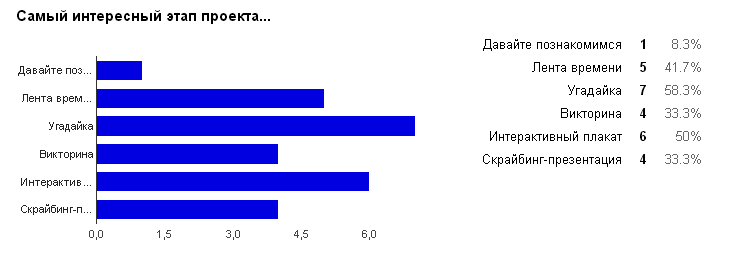 Самый интересный этап проекта...
Давайте поз...
Лента врем...
Угадайка
Викторина
Интерактив...
Скрайбинг-п...
0,0 1,5 3,0 4,5 6,0
Давайте познакомимся 1 8.3%
Лента времени 5 41.7%
Угадайка 7 58.3%
Викторина 4 33.3%
Интерактивный плакат 6 50%
Скрайбинг-презентация 4 33.3%